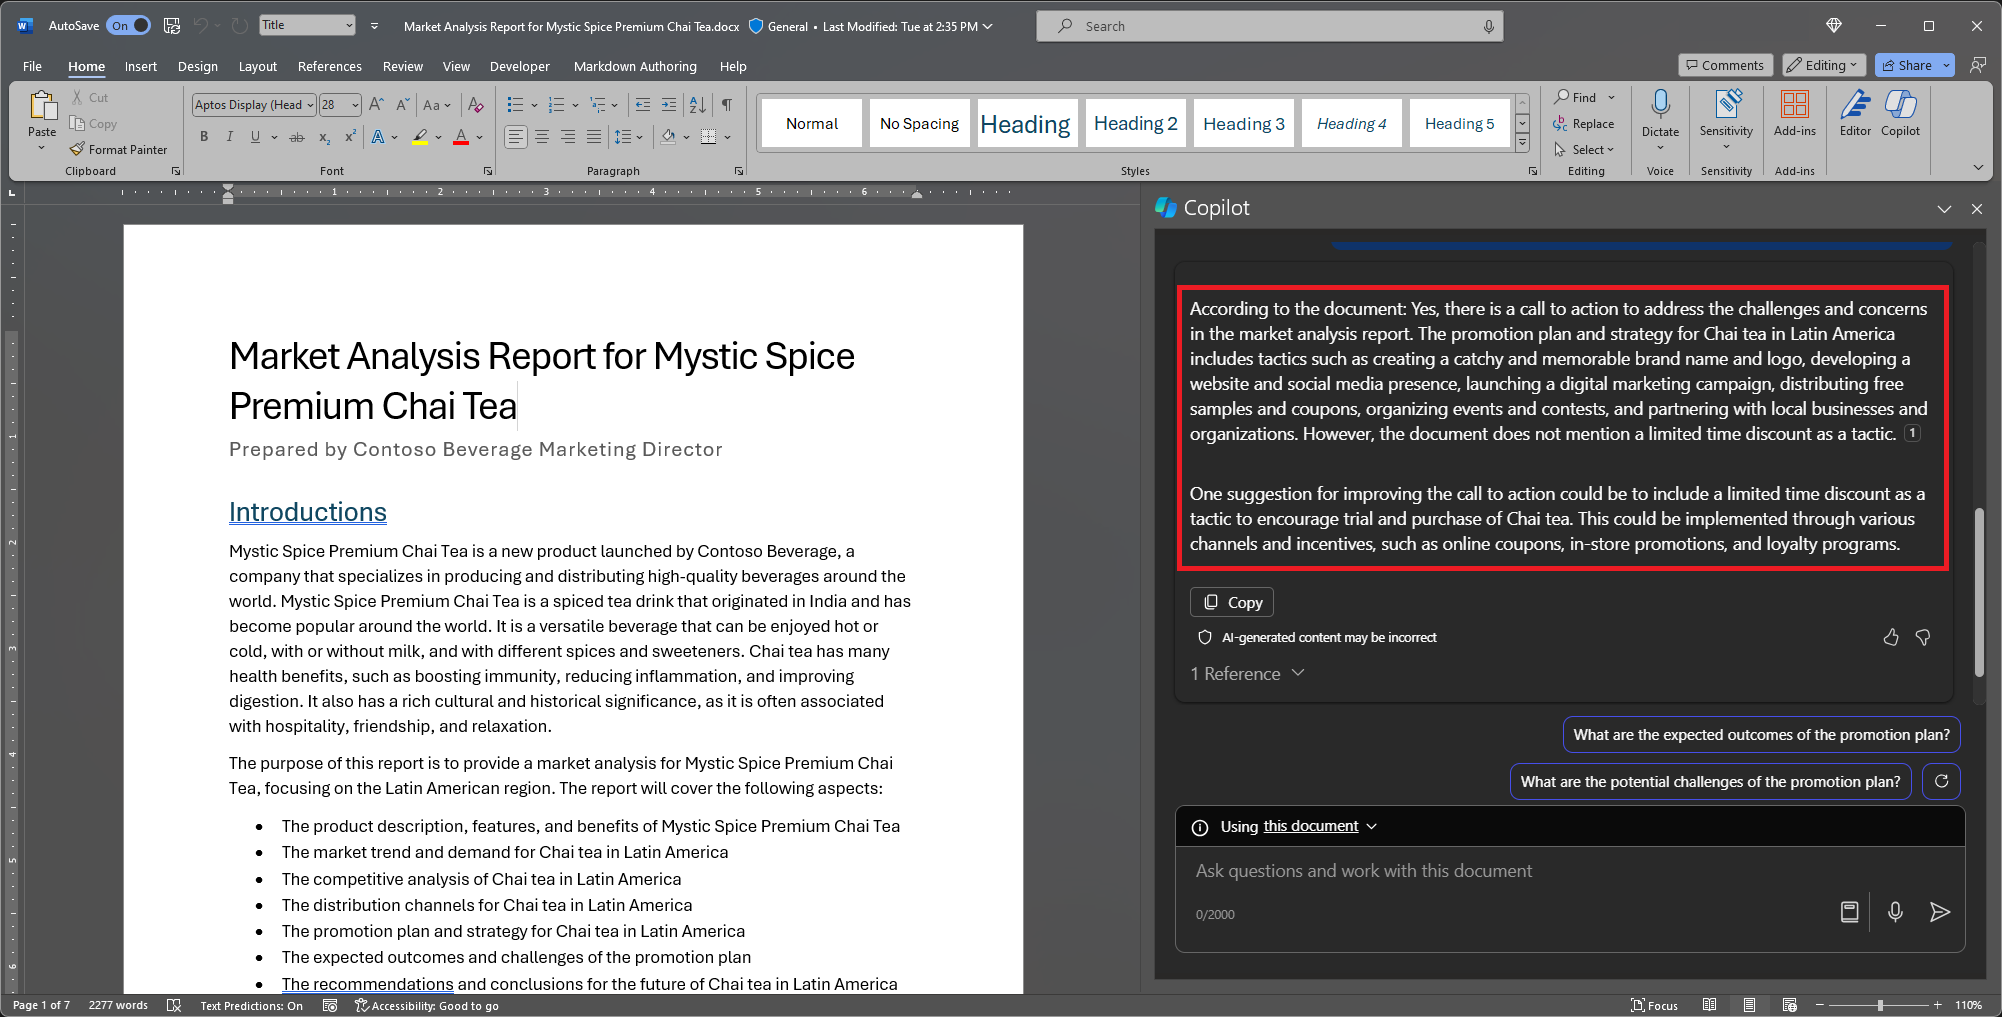 AutoSave On Title Market Analysis Report for Mystic Spice Premium Chai Tea.docx General • Last Modified: Tue at 2:35 PM Search
File Home Insert Design Layout References Review View Developer Markdown Authoring Help Comments Editing Share
Paste
Cut
Copy
Format Painter
Clipboard
Aptos Display (Head 28
Font
Paragraph
Normal
No Spacing
Heading
Heading 2
Heading 3
Heading 4
Heading 5
Styles
Find
Replace
Select
Editing
Dictate
Voice
Sensitivity
Sensitivity
Add-ins
Add-ins
Editor
Copilot
1 2 3 4 5 6
Market Analysis Report for Mystic Spice
Premium Chai Tea
Prepared by Contoso Beverage Marketing Director
Introductions
Mystic Spice Premium Chai Tea is a new product launched by Contoso Beverage, a
company that specializes in producing and distributing high-quality beverages around the
world. Mystic Spice Premium Chai Tea is a spiced tea drink that originated in India and has
become popular around the world. It is a versatile beverage that can be enjoyed hot or
cold, with or without milk, and with different spices and sweeteners. Chai tea has many
health benefits, such as boosting immunity, reducing inflammation, and improving
digestion. It also has a rich cultural and historical significance, as it is often associated
with hospitality, friendship, and relaxation.
The purpose of this report is to provide a market analysis for Mystic Spice Premium Chai
Tea, focusing on the Latin American region. The report will cover the following aspects:
• The product description, features, and benefits of Mystic Spice Premium Chai Tea
• The market trend and demand for Chai tea in Latin America
• The competitive analysis of Chai tea in Latin America
• The distribution channels for Chai tea in Latin America
• The promotion plan and strategy for Chai tea in Latin America
• The expected outcomes and challenges of the promotion plan
• The recommendations and conclusions for the future of Chai tea in Latin America
Copilot
According to the document: Yes, there is a call to action to address the challenges and concerns
in the market analysis report. The promotion plan and strategy for Chai tea in Latin America
includes tactics such as creating a catchy and memorable brand name and logo, developing a
website and social media presence, launching a digital marketing campaign, distributing free
samples and coupons, organizing events and contests, and partnering with local businesses and
organizations. However, the document does not mention a limited time discount as a tactic. 1
One suggestion for improving the call to action could be to include a limited time discount as a
tactic to encourage trial and purchase of Chai tea. This could be implemented through various
channels and incentives, such as online coupons, in-store promotions, and loyalty programs.
Copy
AI-generated content may be incorrect
1 Reference
What are the expected outcomes of the promotion plan?
What are the potential challenges of the promotion plan?
Using this document
Ask questions and work with this document
0/2000
Page 1 of 7 2277 words Text Predictions: On Accessibility: Good to go Focus 110%